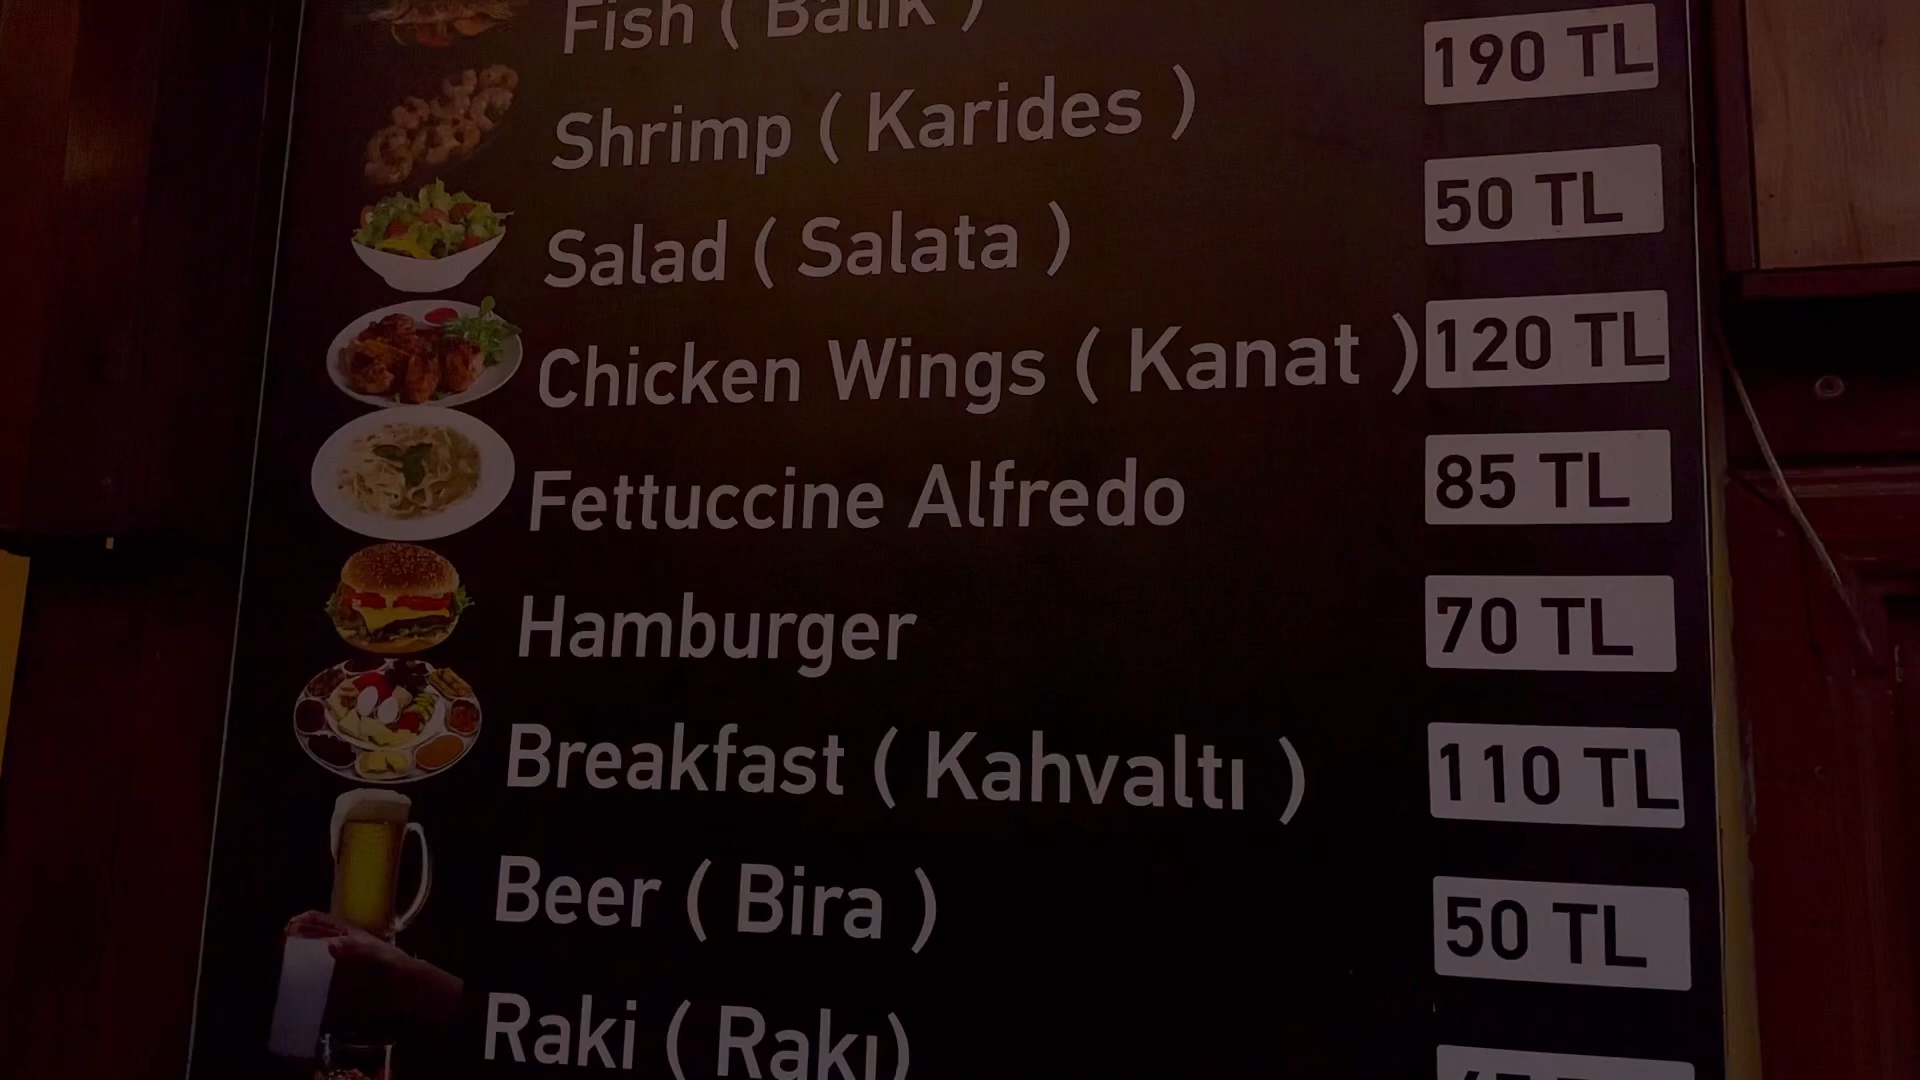 Fish ( Balık )
Shrimp ( Karides ) 190 TL
Salad ( Salata ) 50 TL
Chicken Wings ( Kanat ) 120 TL
Fettuccine Alfredo 85 TL
Hamburger 70 TL
Breakfast ( Kahvaltı ) 110 TL
Beer ( Bira ) 50 TL
Raki ( Rakı)